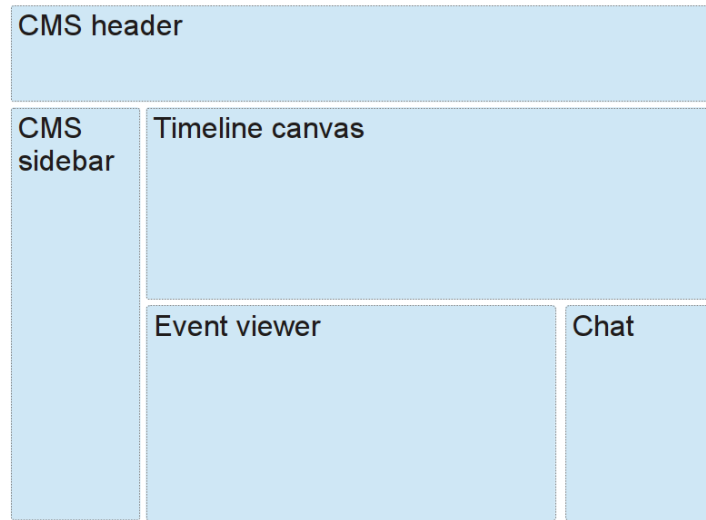 CMS header
CMS
sidebar
Timeline canvas
Event viewer
Chat